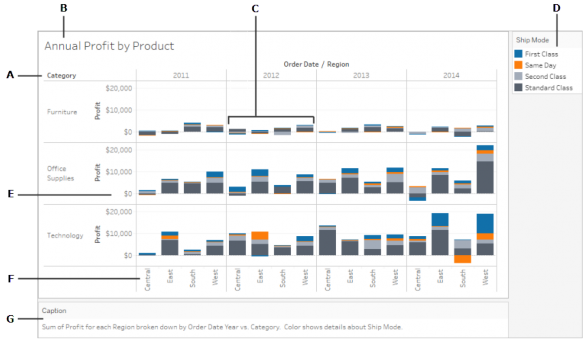 B
C
D
Annual Profit by Product
Ship Mode
First Class
Same Day
Second Class
Standard Class
Order Date / Region
A
Category
2011
2012
2013
2014
Furniture
Profit
$20,000
$10,000
$0
Office
Supplies
Profit
$20,000
$10,000
$0
E
Technology
Profit
$20,000
$10,000
$0
F
Central
East
South
West
Central
East
South
West
Central
East
South
West
Central
East
South
West
G
Caption
Sum of Profit for each Region broken down by Order Date Year vs. Category. Color shows details about Ship Mode.